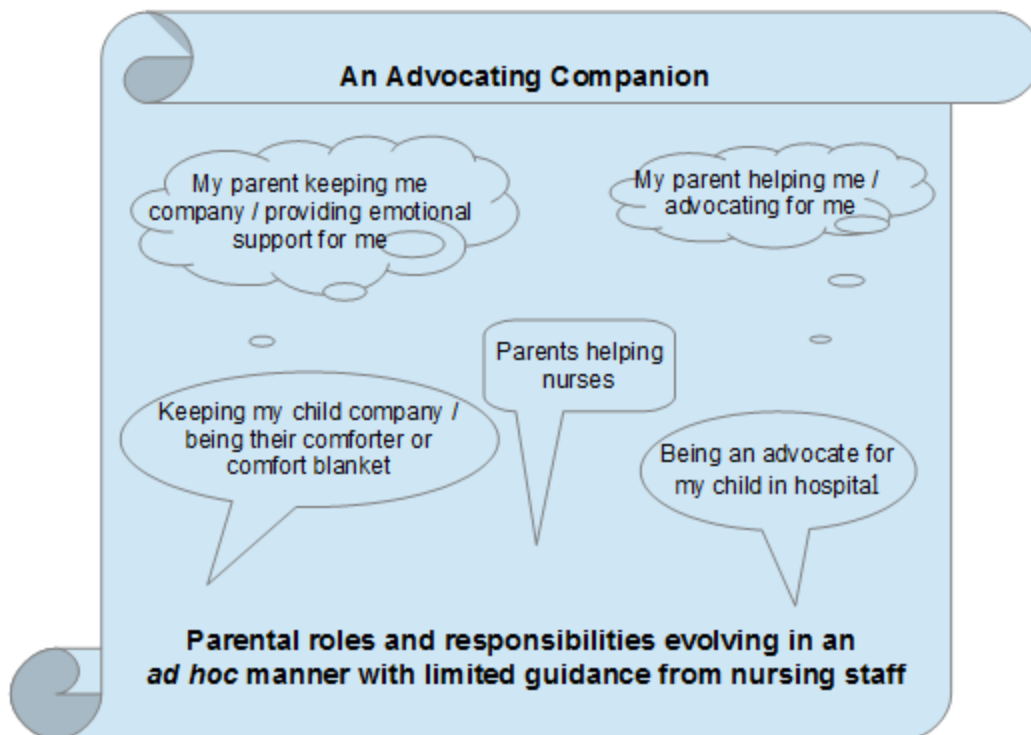 An Advocating Companion
My parent keeping me
company / providing emotional
support for me
My parent helping me /
advocating for me
Parents helping
nurses
Keeping my child company /
being their comforter or
comfort blanket
Being an advocate for
my child in hospital
Parental roles and responsibilities evolving in an
ad hoc manner with limited guidance from nursing staff